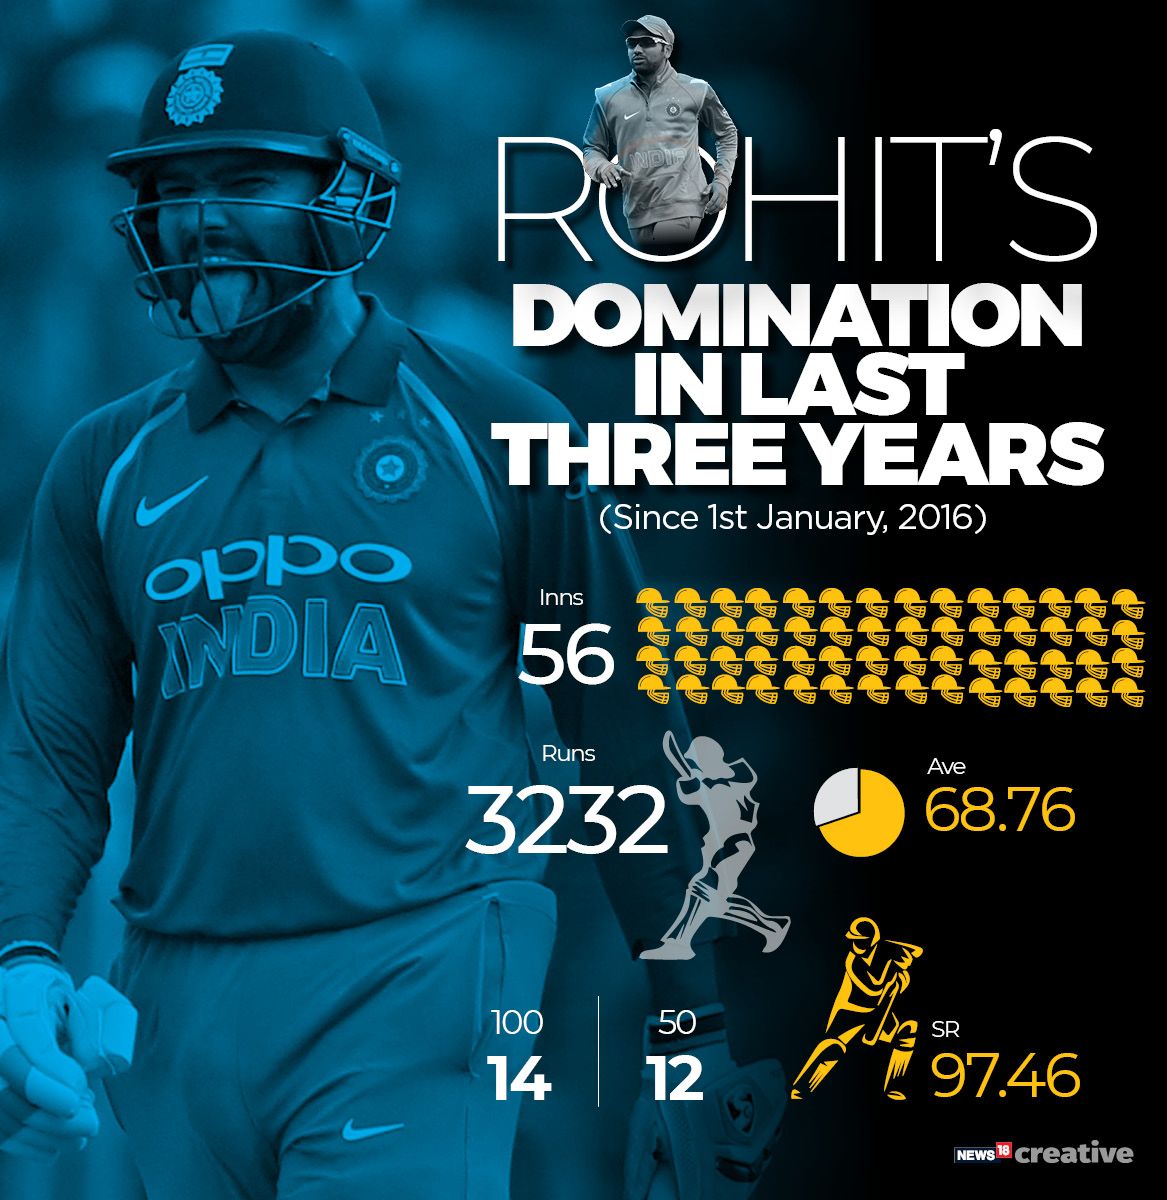 ROHIT'S
DOMINATION
IN LAST
THREE YEARS
(Since 1st January, 2016)
Inns
56
Runs
3232
Ave
68.76
100
14
50
12
SR
97.46
oppo
INDIA
INDIA
NEWS18 creative